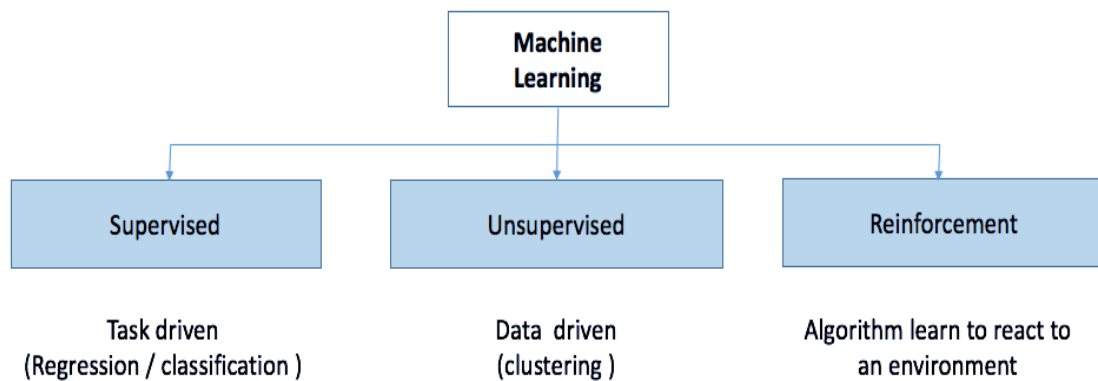 Machine
Learning
Supervised
Unsupervised
Reinforcement
Task driven
(Regression / classification )
Data  driven
(clustering )
Algorithm learn to react to
an environment